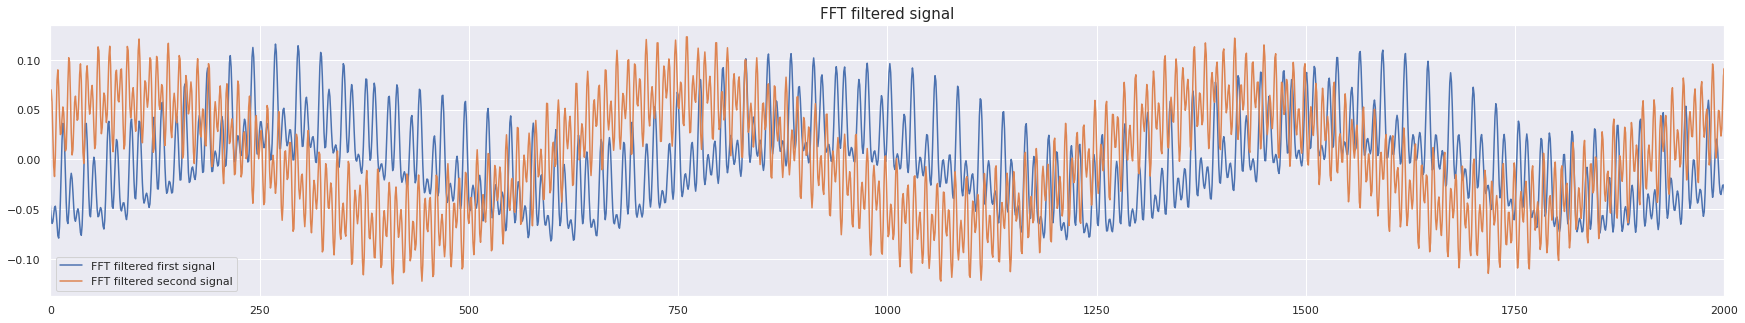 FFT filtered signal
0.10
0.05
0.00
−0.05
−0.10
FFT filtered first signal
FFT filtered second signal
0 250 500 750 1000 1250 1500 1750 2000